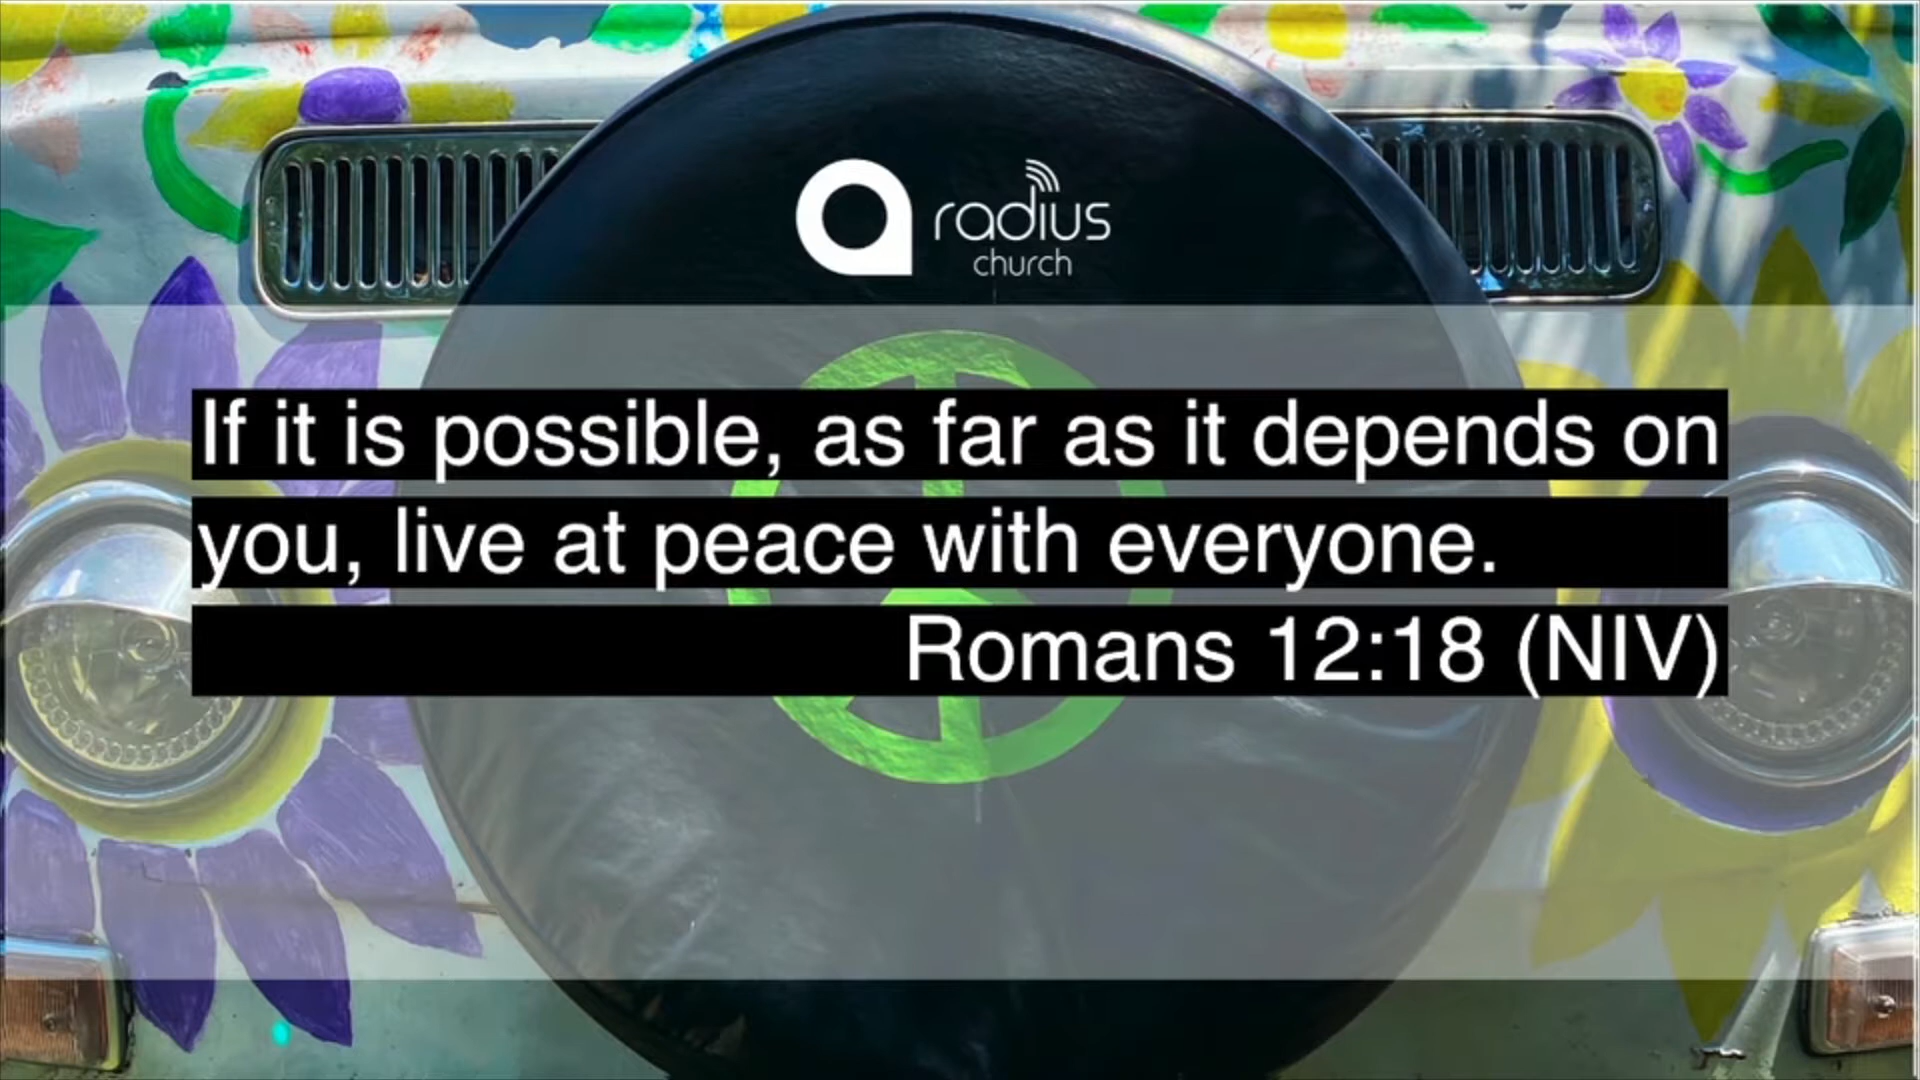 radius
church
If it is possible, as far as it depends on
you, live at peace with everyone.
Romans 12:18 (NIV)